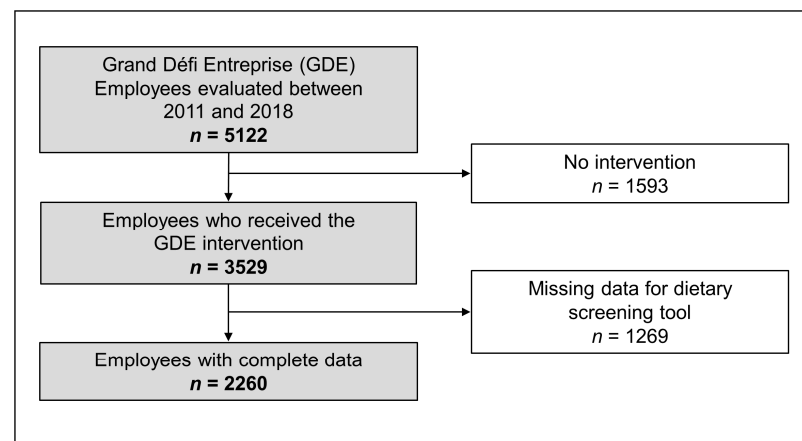 Grand Défi Entreprise (GDE)
Employees evaluated between
2011 and 2018
n = 5122
No intervention
n = 1593
Employees who received the
GDE intervention
n = 3529
Missing data for dietary
screening tool
n = 1269
Employees with complete data
n = 2260